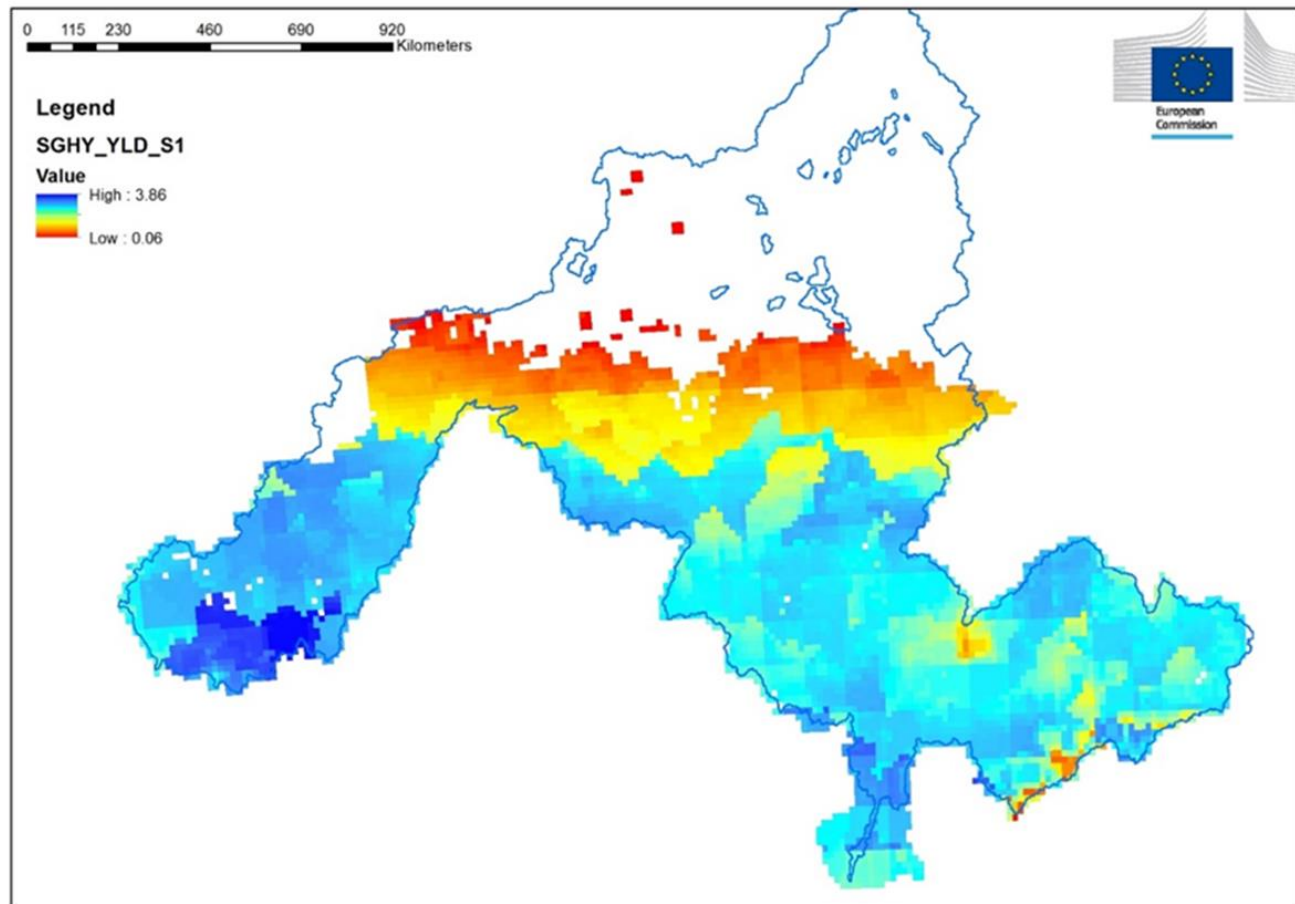 0 115 230 460 690 920
Kilometers
Legend
SGHY_YLD_S1
Value
High : 3.86
Low : 0.06
European
Commission